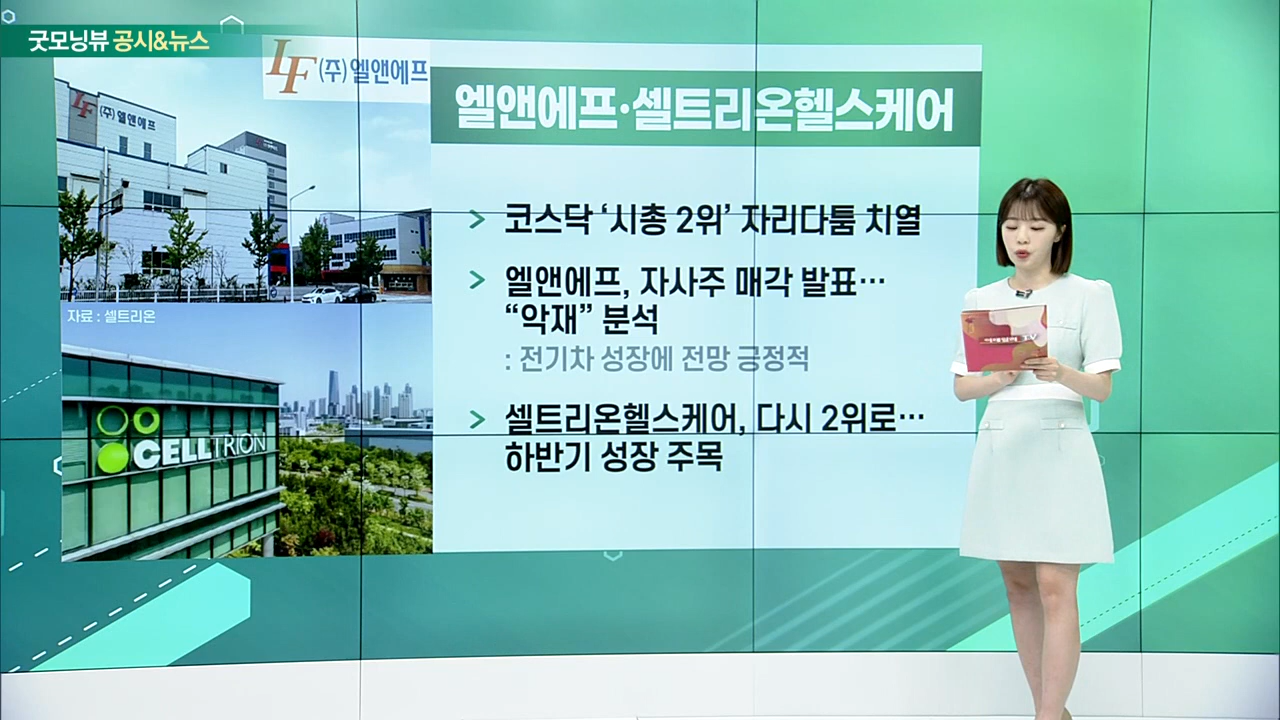 굿모닝뷰 공시&뉴스
LF (주)엘앤에프
LF (주)엘앤에프
엘앤에프·셀트리온헬스케어
> 코스닥 ‘시총 2위’ 자리다툼 치열
> 엘앤에프, 자사주 매각 발표…
“악재” 분석
: 전기차 성장에 전망 긍정적
> 셀트리온헬스케어, 다시 2위로…
하반기 성장 주목
자료 : 셀트리온
CELLTRION